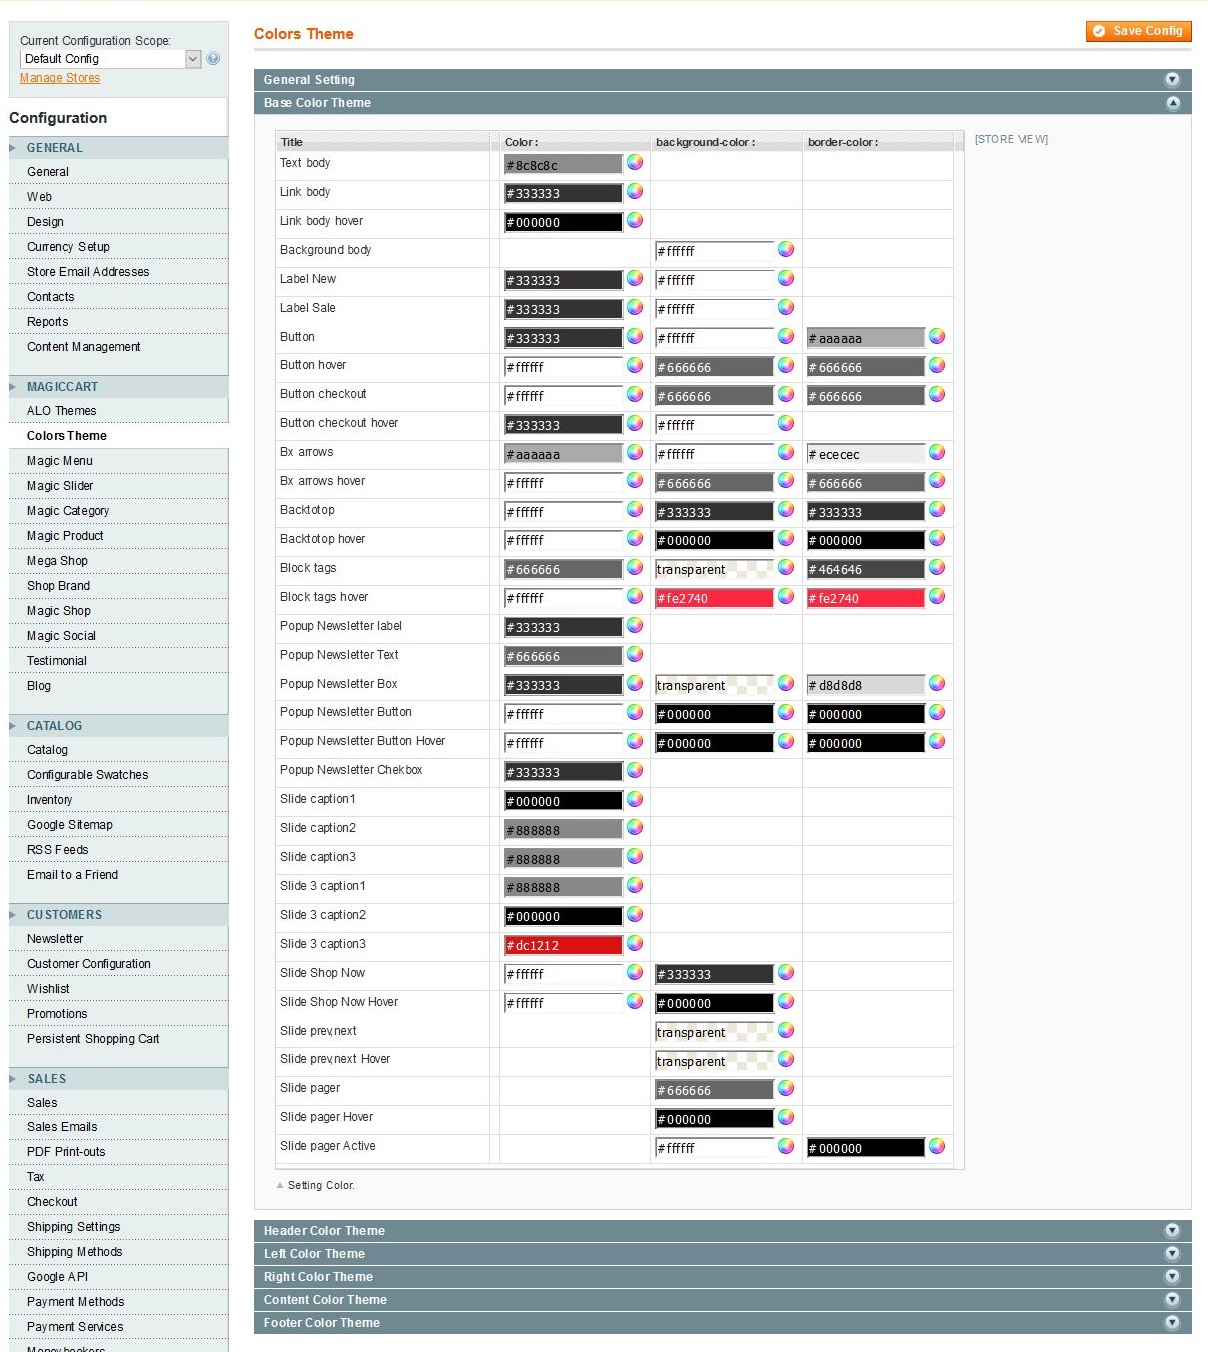 Current Configuration Scope:
Default Config
Manage Stores
Configuration
GENERAL
General
Web
Design
Currency Setup
Store Email Addresses
Contacts
Reports
Content Management
MAGICCART
ALO Themes
Colors Theme
Magic Menu
Magic Slider
Magic Category
Magic Product
Mega Shop
Shop Brand
Magic Shop
Magic Social
Testimonial
Blog
CATALOG
Catalog
Configurable Swatches
Inventory
Google Sitemap
RSS Feeds
Email to a Friend
CUSTOMERS
Newsletter
Customer Configuration
Wishlist
Promotions
Persistent Shopping Cart
SALES
Sales
Sales Emails
PDF Print-outs
Tax
Checkout
Shipping Settings
Shipping Methods
Google API
Payment Methods
Payment Services
Moneybookers
Colors Theme
Save Config
General Setting
Base Color Theme
Title Color : background-color : border-color :
[STORE VIEW]
Text body #8c8c8c
Link body #333333
Link body hover #000000
Background body #ffffff
Label New #333333 #ffffff
Label Sale #333333 #ffffff
Button #333333 #ffffff #aaaaaa
Button hover #ffffff #666666 #666666
Button checkout #ffffff #666666 #666666
Button checkout hover #333333 #ffffff
Bx arrows #aaaaaa #ffffff #ececec
Bx arrows hover #ffffff #666666 #666666
Backtotop #ffffff #333333 #333333
Backtotop hover #ffffff #000000 #000000
Block tags #666666 transparent #464646
Block tags hover #ffffff #fe2740 #fe2740
Popup Newsletter label #333333
Popup Newsletter Text #666666
Popup Newsletter Box #333333 transparent #d8d8d8
Popup Newsletter Button #ffffff #000000 #000000
Popup Newsletter Button Hover #ffffff #000000 #000000
Popup Newsletter Chekbox #333333
Slide caption1 #000000
Slide caption2 #888888
Slide caption3 #888888
Slide 3 caption1 #888888
Slide 3 caption2 #000000
Slide 3 caption3 #dc1212
Slide Shop Now #ffffff #333333
Slide Shop Now Hover #ffffff #000000
Slide prev,next transparent
Slide prev,next Hover transparent
Slide pager #666666
Slide pager Hover #000000
Slide pager Active #ffffff #000000
Setting Color.
Header Color Theme
Left Color Theme
Right Color Theme
Content Color Theme
Footer Color Theme